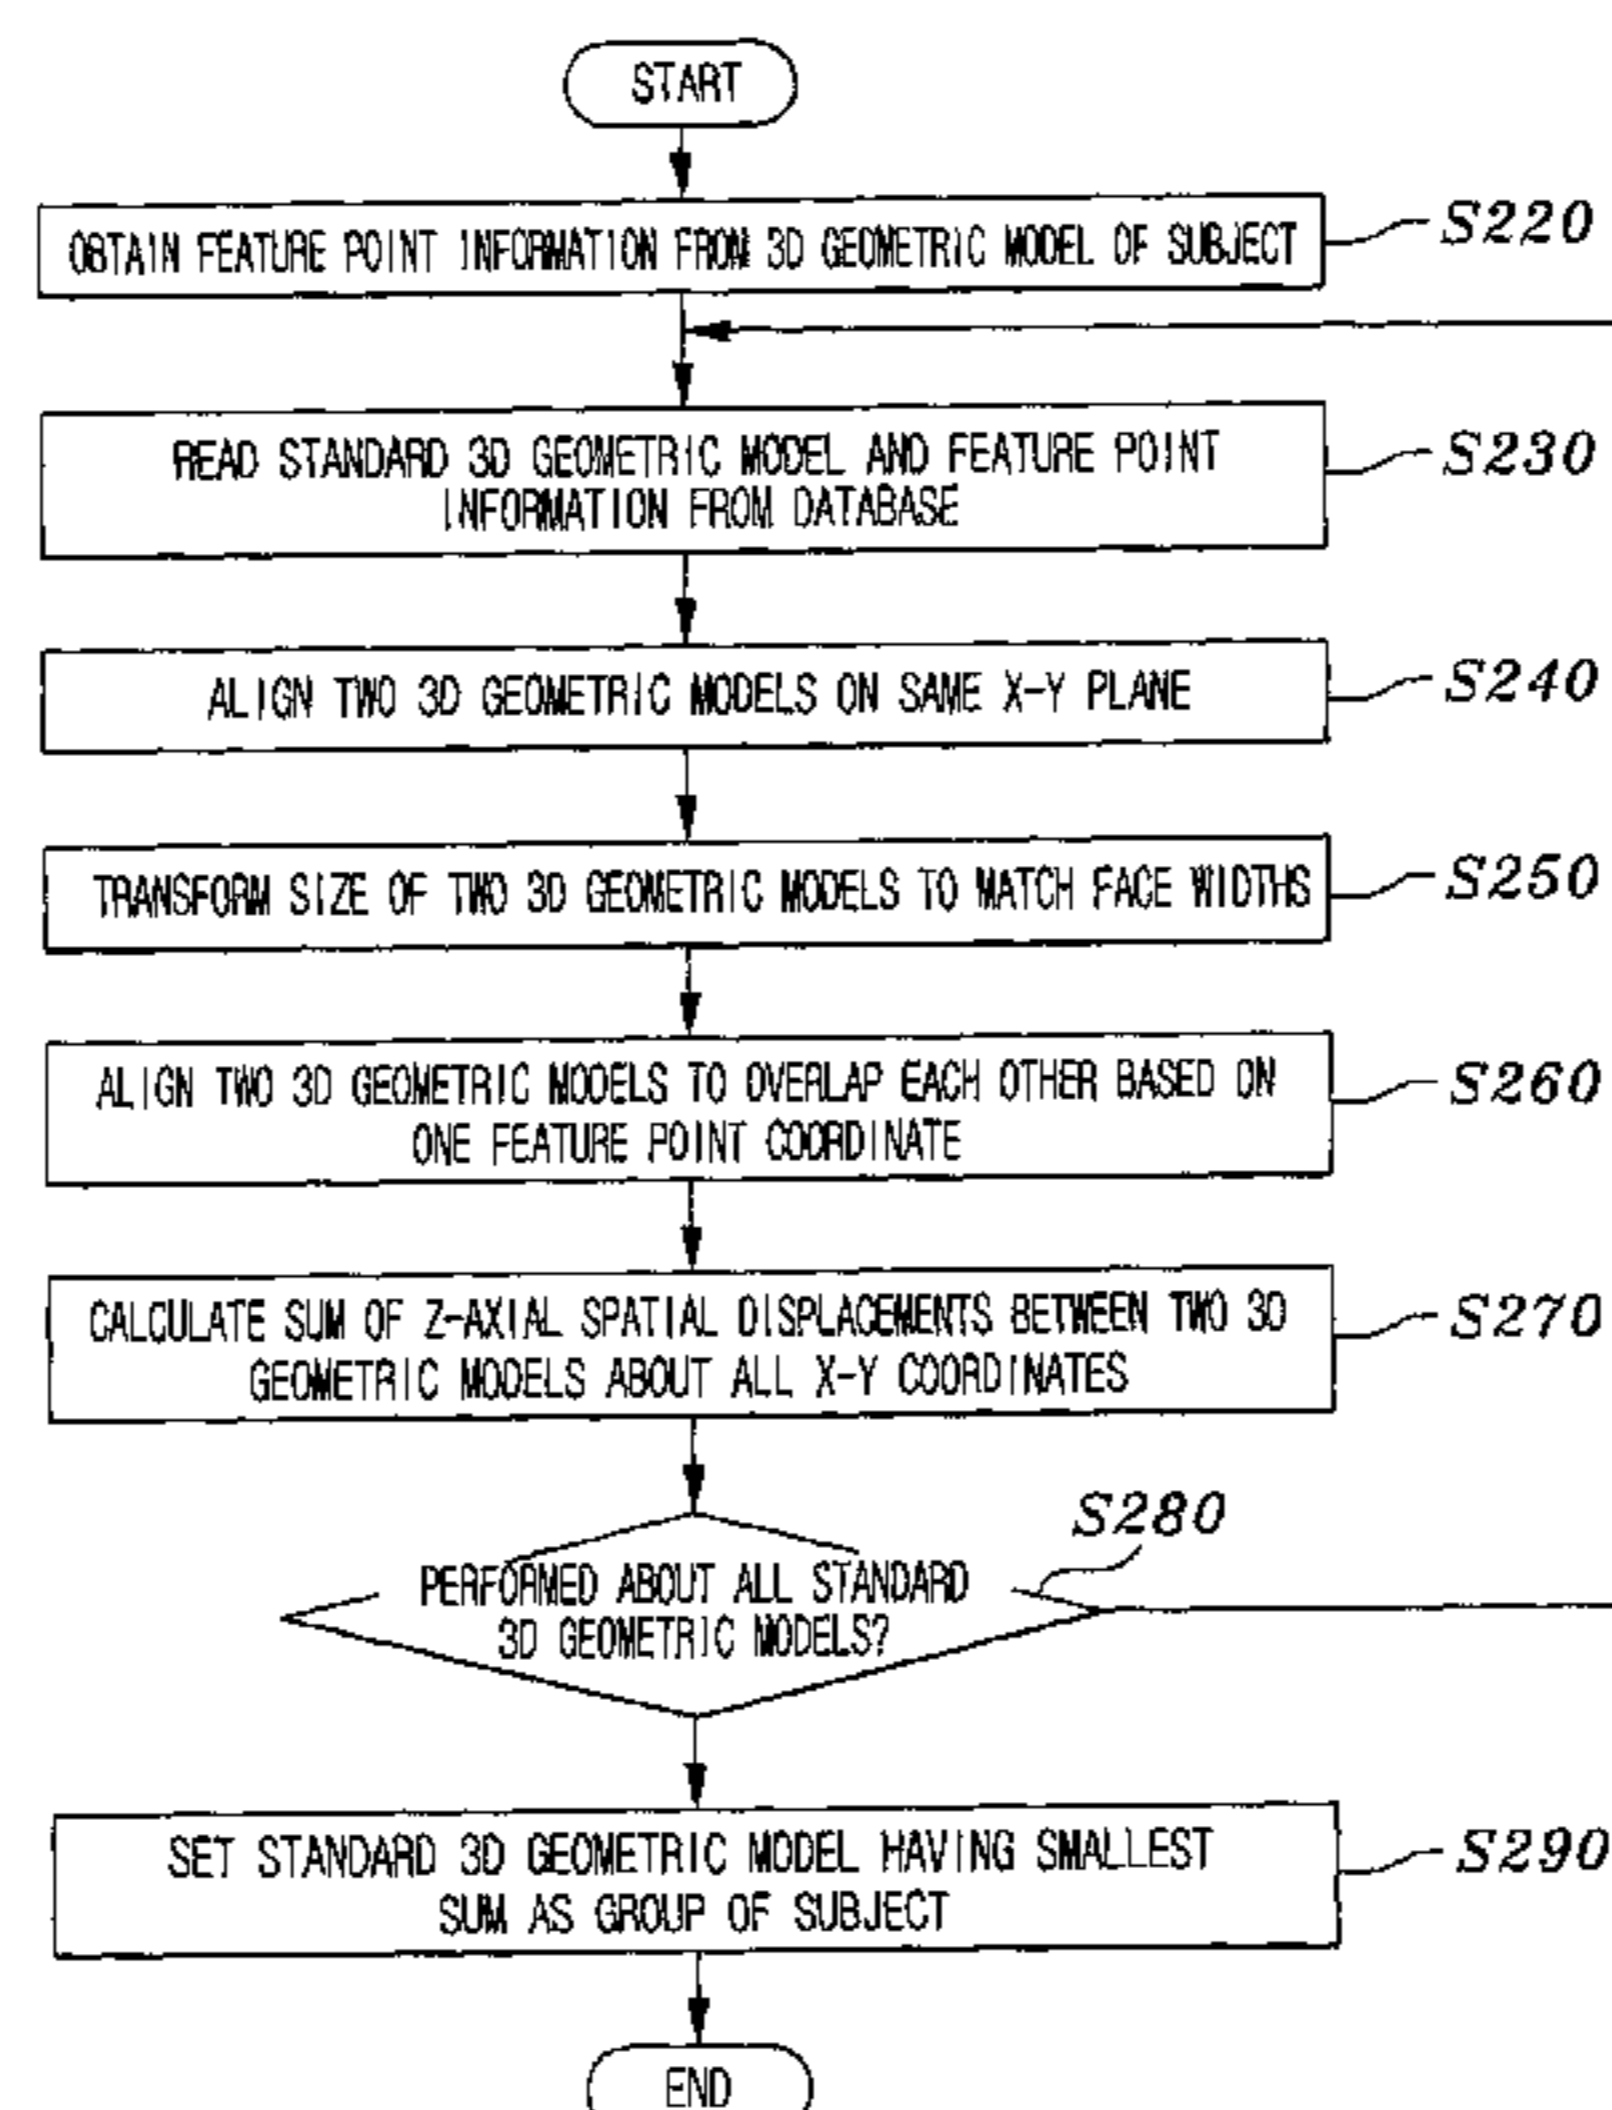 START
OBTAIN FEATURE POINT INFORMATION FROM 3D GEOMETRIC MODEL OF SUBJECT
S220
READ STANDARD 3D GEOMETRIC MODEL AND FEATURE POINT
INFORMATION FROM DATABASE
S230
ALIGN TWO 3D GEOMETRIC MODELS ON SAME X-Y PLANE
S240
TRANSFORM SIZE OF TWO 3D GEOMETRIC MODELS TO MATCH FACE WIDTHS
S250
ALIGN TWO 3D GEOMETRIC MODELS TO OVERLAP EACH OTHER BASED ON
ONE FEATURE POINT COORDINATE
S260
CALCULATE SUM OF Z-AXIAL SPATIAL DISPLACEMENTS BETWEEN TWO 3D
GEOMETRIC MODELS ABOUT ALL X-Y COORDINATES
S270
S280
PERFORMED ABOUT ALL STANDARD
3D GEOMETRIC MODELS?
SET STANDARD 3D GEOMETRIC MODEL HAVING SMALLEST
SUM AS GROUP OF SUBJECT
S290
END